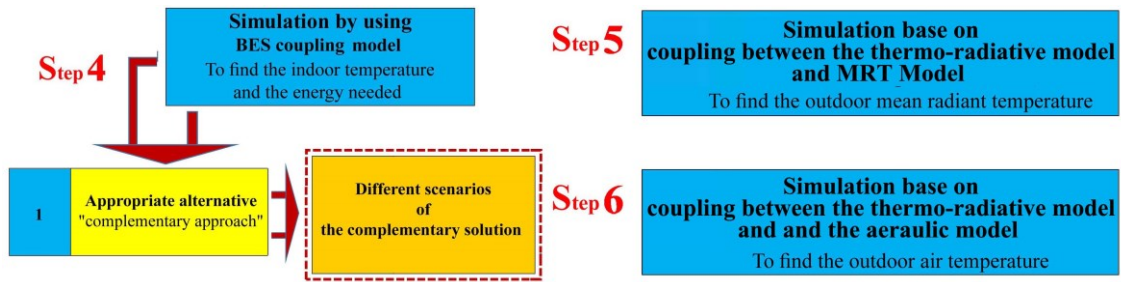 Step 4
Simulation by using
BES coupling model
To find the indoor temperature
and the energy needed
1
Appropriate alternative
"complementary approach"
Different scenarios
of
the complementary solution
Step 5
Simulation base on
coupling between the thermo-radiative model
and MRT Model
To find the outdoor mean radiant temperature
Step 6
Simulation base on
coupling between the thermo-radiative model
and and the aeraulic model
To find the outdoor air temperature